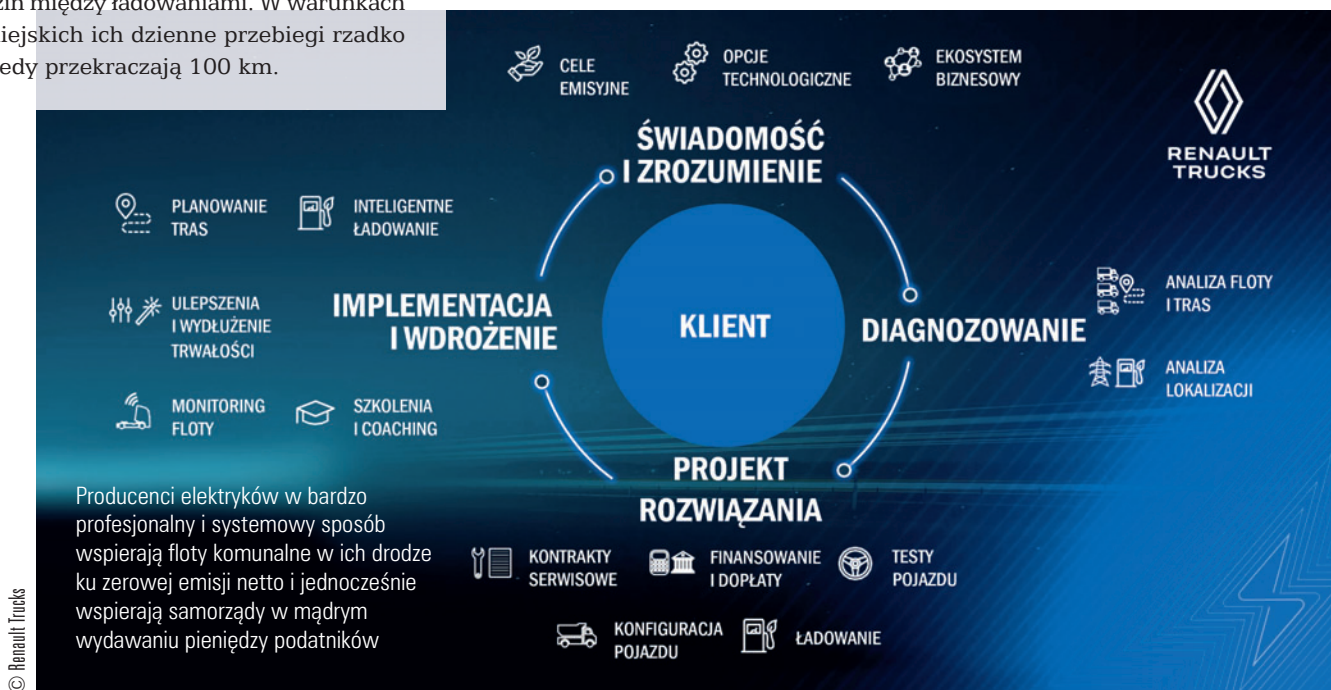 między ładowaniami. W warunkach
ich dzienne przebiegi rzadko
przekraczają 100 km.
CELE
EMISYJNE
OPCJE
TECHNOLOGICZNE
EKOSYSTEM
BIZNESOWY
RENAULT
TRUCKS
ŚWIADOMOŚĆ
I ZROZUMIENIE
PLANOWANIE
TRAS
INTELIGENTNE
ŁADOWANIE
ULEPSZENIA
I WYDŁUŻENIE
TRWAŁOŚCI
MONITORING
FLOTY
SZKOLENIA
I COACHING
IMPLEMENTACJA
I WDROŻENIE
KLIENT
DIAGNOZOWANIE
ANALIZA FLOTY
I TRAS
ANALIZA
LOKALIZACJI
PROJEKT
ROZWIĄZANIA
KONTRAKTY
SERWISOWE
FINANSOWANIE
I DOPŁATY
TESTY
POJAZDU
KONFIGURACJA
POJAZDU
ŁADOWANIE
Producenci elektryków w bardzo
profesjonalny i systemowy sposób
wspierają floty komunalne w ich drodze
ku zerowej emisji netto i jednocześnie
wspierają samorządy w mądrym
wydawaniu pieniędzy podatników
© Renault Trucks